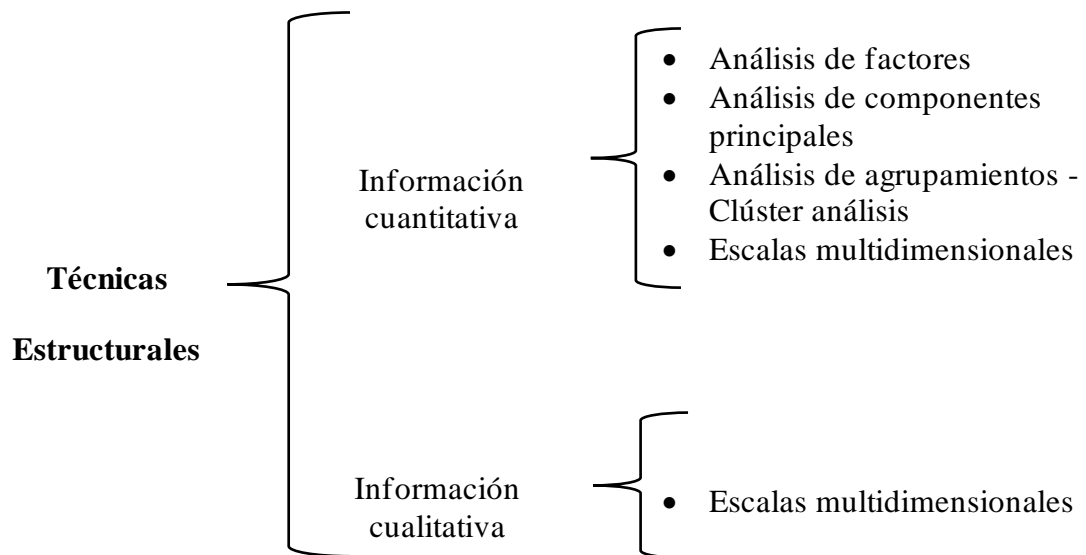 Técnicas
Estructurales
Información
cuantitativa
• Análisis de factores
• Análisis de componentes
principales
• Análisis de agrupamientos -
Clúster análisis
• Escalas multidimensionales
Información
cualitativa
• Escalas multidimensionales